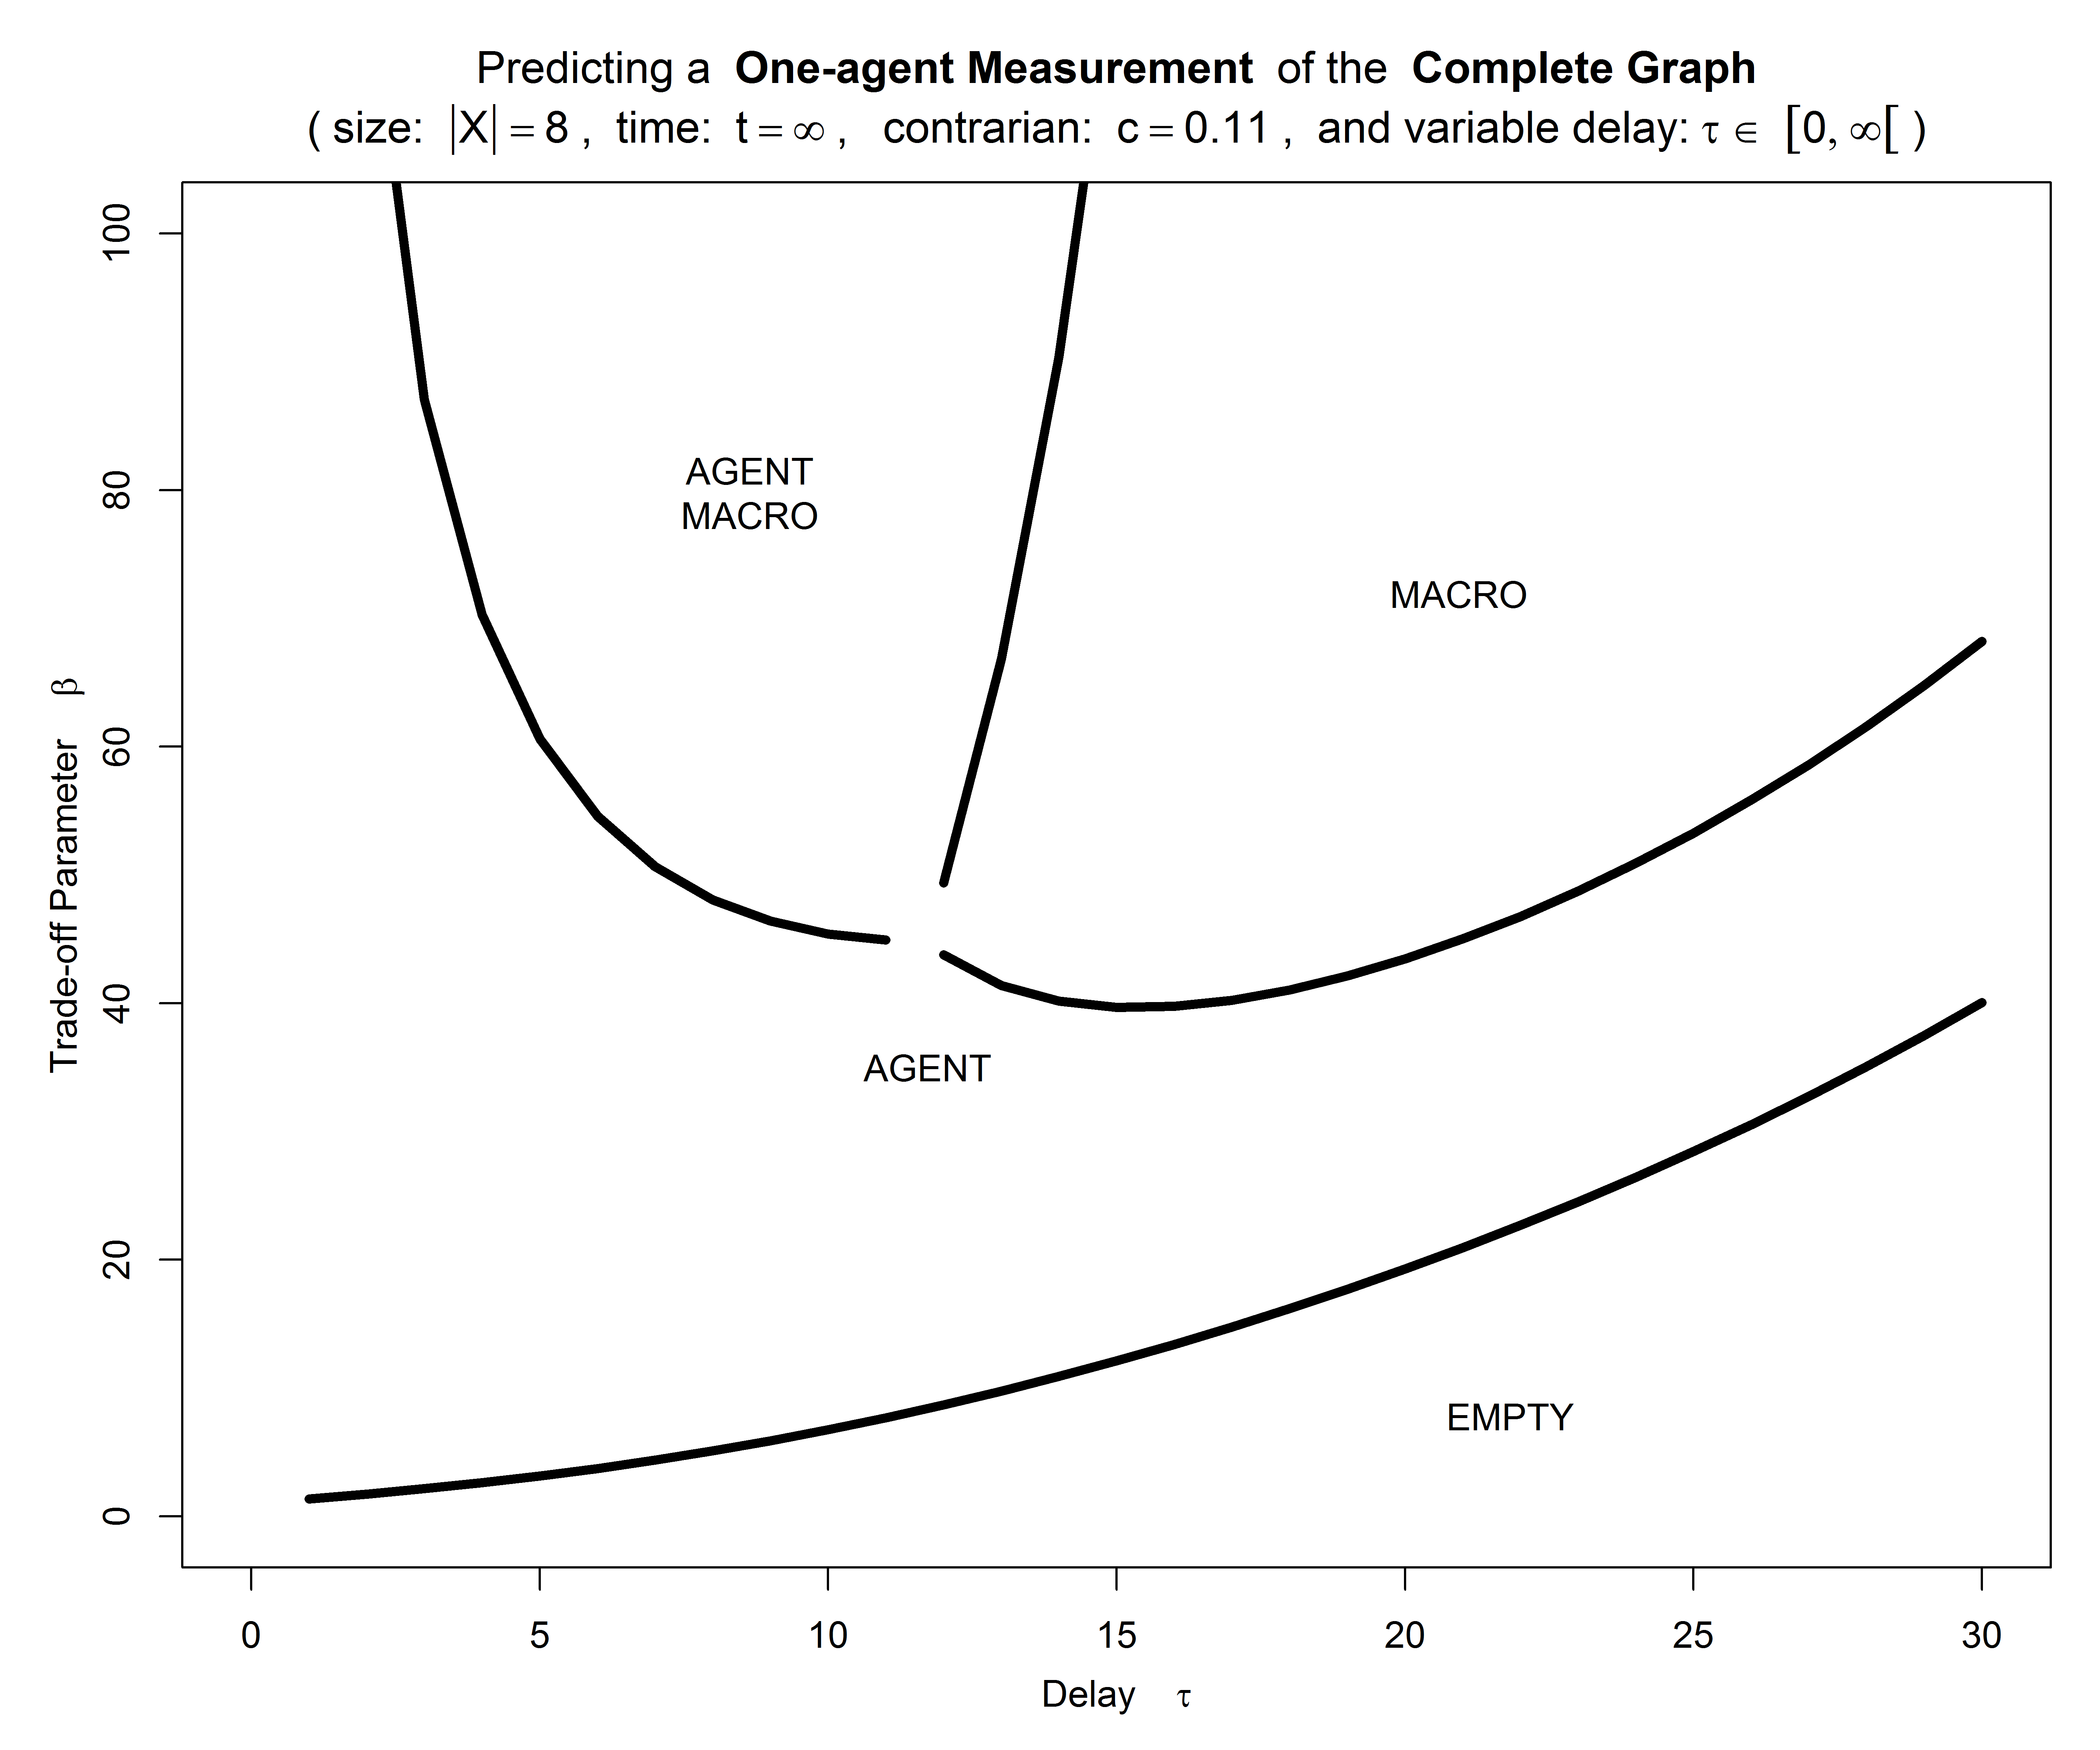 Predicting a One-agent Measurement of the Complete Graph
( size: |X| = 8 , time: t = ∞ , contrarian: c = 0.11 , and variable delay: τ ∈ [0, ∞[ )
100
80
60
40
20
0
Trade-off Parameter β
AGENT
MACRO
MACRO
AGENT
EMPTY
0 5 10 15 20 25 30
Delay τ